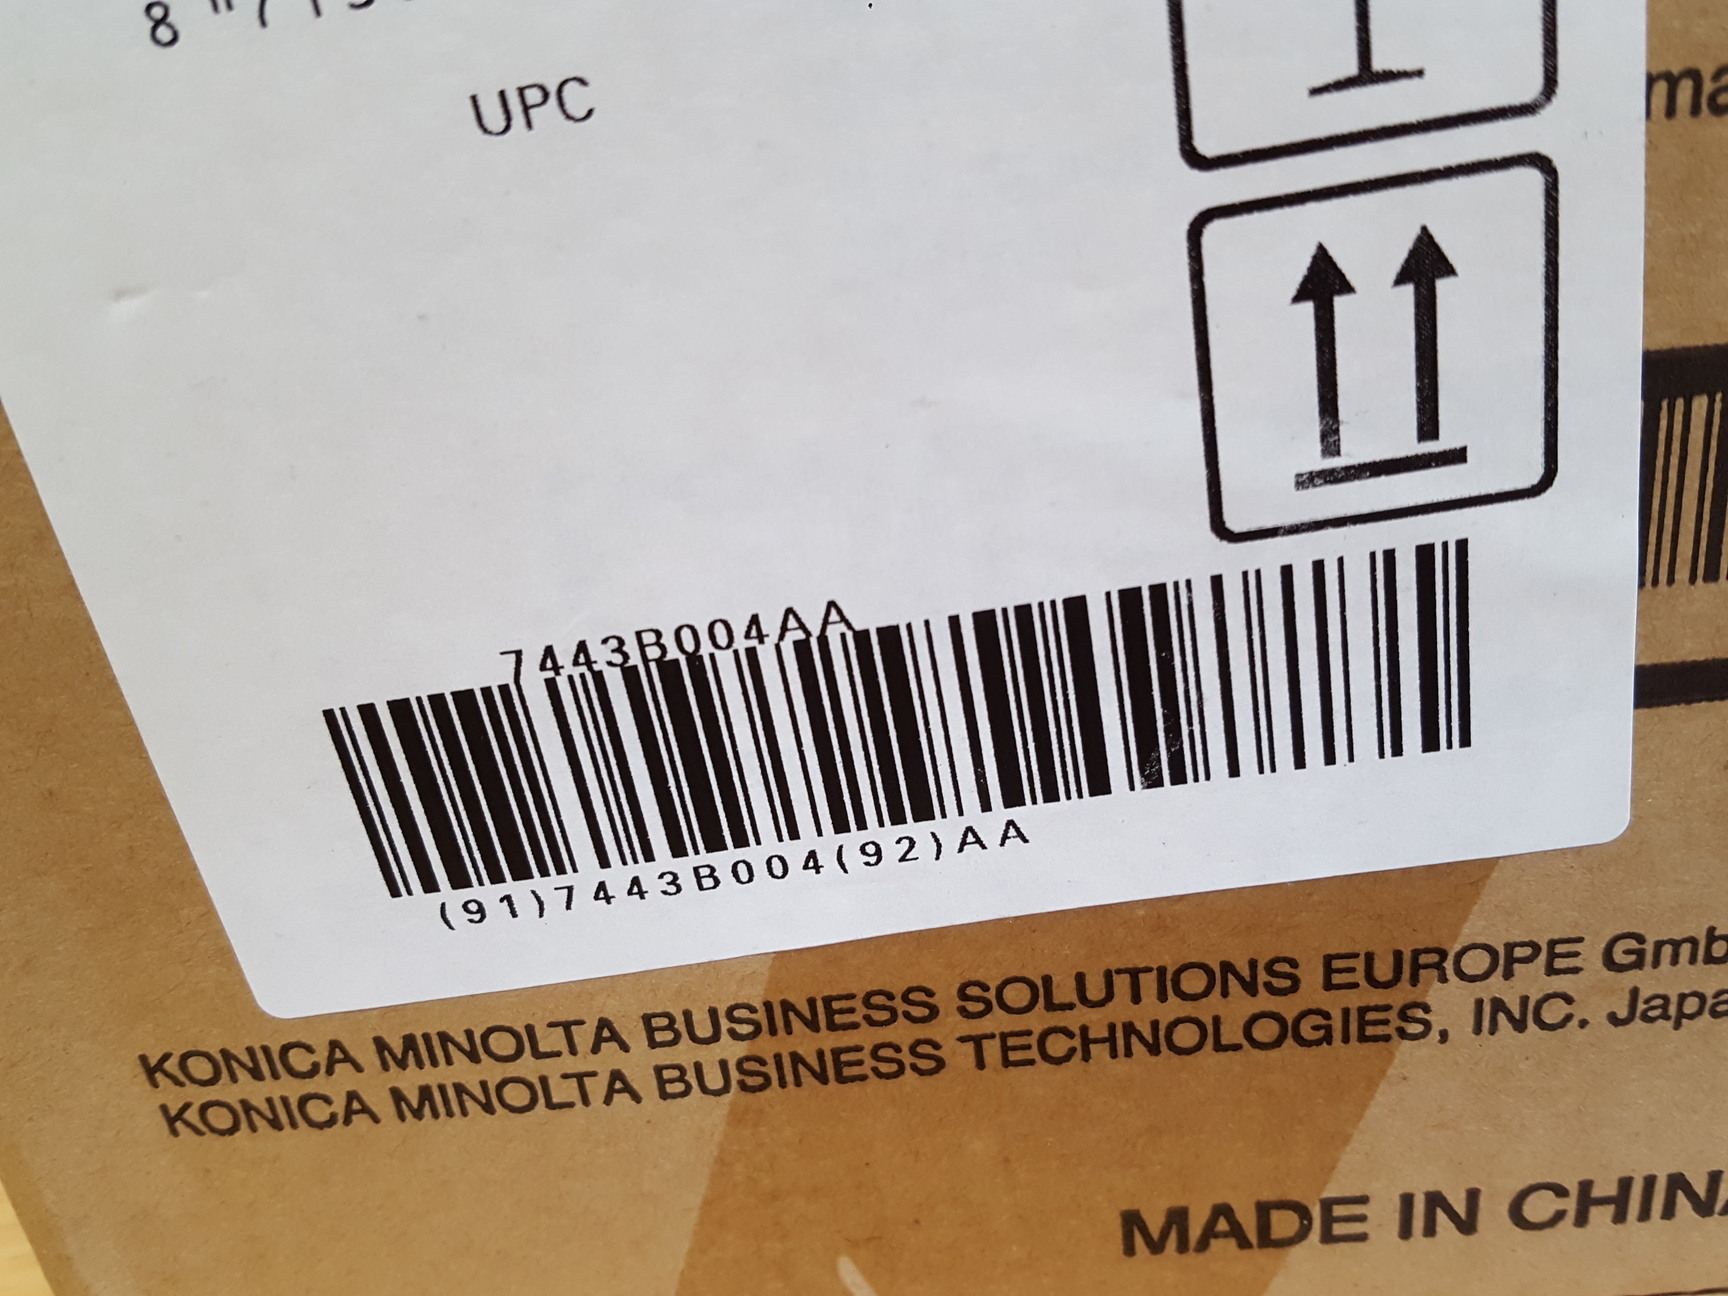 UPC
7443B004AA
(91)7443B004(92)AA
KONICA MINOLTA BUSINESS SOLUTIONS EUROPE Gmb
KONICA MINOLTA BUSINESS TECHNOLOGIES, INC. Japa
MADE IN CHINA